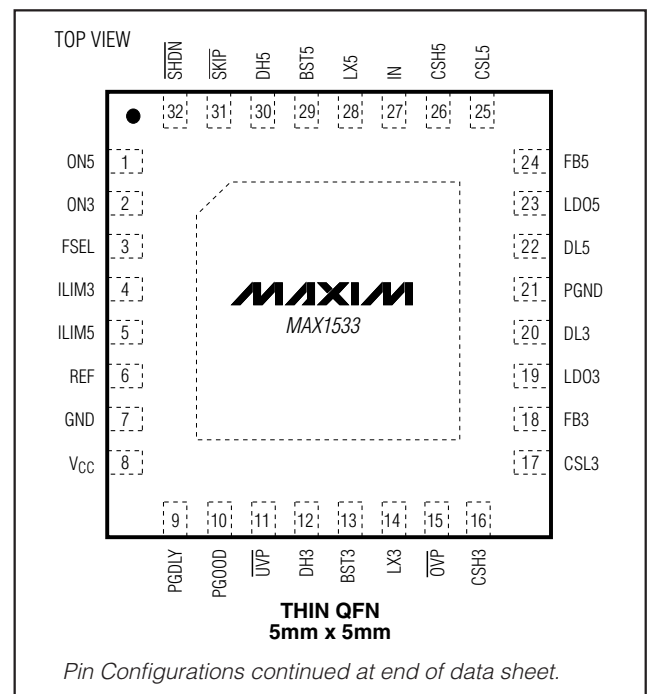 TOP VIEW
SHDN
SKIP
DH5
BST5
LX5
IN
CSH5
CSL5
32
31
30
29
28
27
26
25
ON5 1
ON3 2
FSEL 3
ILIM3 4
ILIM5 5
REF 6
GND 7
VCC 8
24 FB5
23 LDO5
22 DL5
21 PGND
20 DL3
19 LDO3
18 FB3
17 CSL3
MAXIM
MAX1533
9
10
11
12
13
14
15
16
PGDLY
PGOOD
UVP
DH3
BST3
LX3
OVP
CSH3
THIN QFN
5mm x 5mm
Pin Configurations continued at end of data sheet.